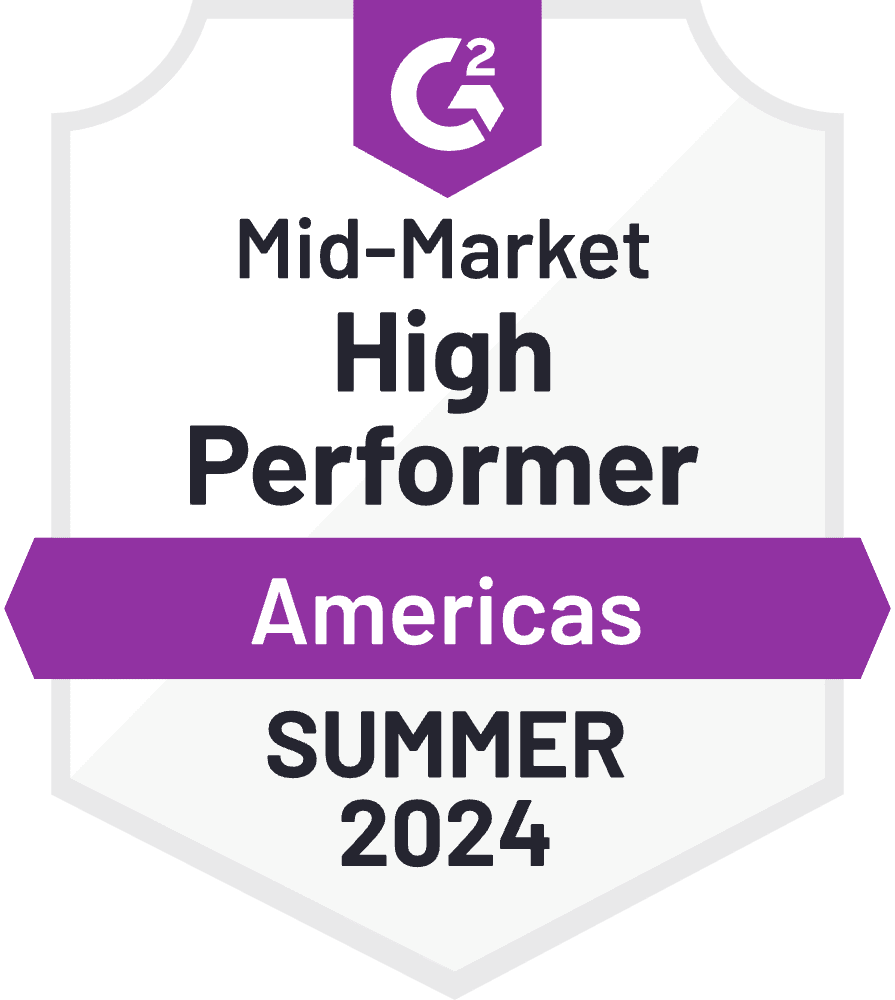 G2
Mid-Market
High
Performer
Americas
SUMMER
2024